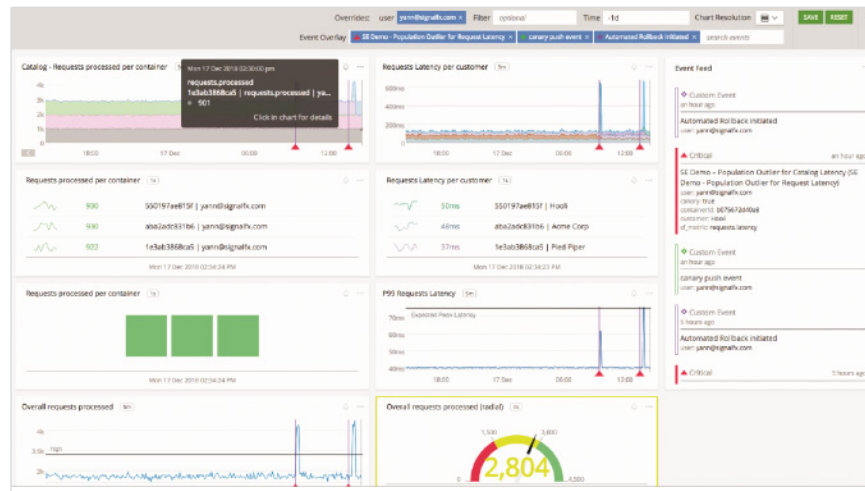 Overrides: user yann@signalfx.com × Filter optional Time -1d Chart Resolution SAVE RESET
Event Overlay SE Demo - Population Outlier for Request Latency × canary push event × Automated Rollback Initiated × search events
Catalog - Requests processed per container
Mon 17 Dec 2018 02:30:00 pm
requests.processed
1e3ab3868ca5 | requests.processed | ya...
901
Click in chart for details
4k
3k
2k
1k
0
18:00 17 Dec 06:00 12:00
Requests Latency per customer 5m
600ms
400ms
200ms
0
18:00 17 Dec 06:00 12:00
Event Feed
Custom Event
an hour ago
Automated Rollback initiated
user: yann@signalfx.com
Critical an hour ago
SE Demo - Population Outlier for Catalog Latency (SE
Demo - Population Outlier for Request Latency)
user: yann@signalfx.com
canary: true
containerId: b075672d40a8
customer: Hooli
sf_metric: requests.latency
Custom Event
an hour ago
canary push event
user: yann@signalfx.com
Custom Event
5 hours ago
Automated Rollback initiated
user: yann@signalfx.com
Critical 5 hours ago
Requests processed per container 1s
930 550197ae815f | yann@signalfx.com
930 aba2adc831b6 | yann@signalfx.com
922 1e3ab3868ca5 | yann@signalfx.com
Mon 17 Dec 2018 02:34:24 PM
Requests Latency per customer 1s
50ms 550197ae815f | Hooli
48ms aba2adc831b6 | Acme Corp
37ms 1e3ab3868ca5 | Pied Piper
Mon 17 Dec 2018 02:34:23 PM
Requests processed per container 1s
Mon 17 Dec 2018 02:34:24 PM
P99 Requests Latency 5m
Expected Peak Latency
70ms
60ms
50ms
40ms
18:00 17 Dec 06:00 12:00
Overall requests processed 5m
4k
3.5k high
2k
Overall requests processed (radial) 1s
1,500 3,800
2,804
0 4,500